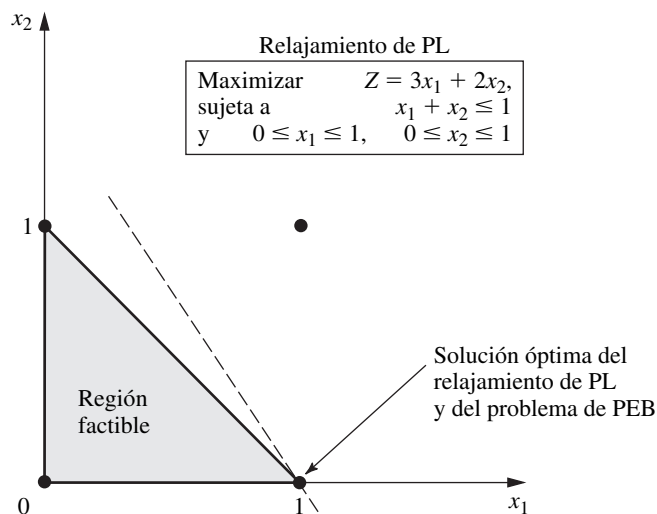 x₂
Relajamiento de PL
Maximizar Z = 3x₁ + 2x₂,
sujeta a x₁ + x₂ ≤ 1
y 0 ≤ x₁ ≤ 1, 0 ≤ x₂ ≤ 1
1
Solución óptima del
relajamiento de PL
y del problema de PEB
Región
factible
0
1
x₁